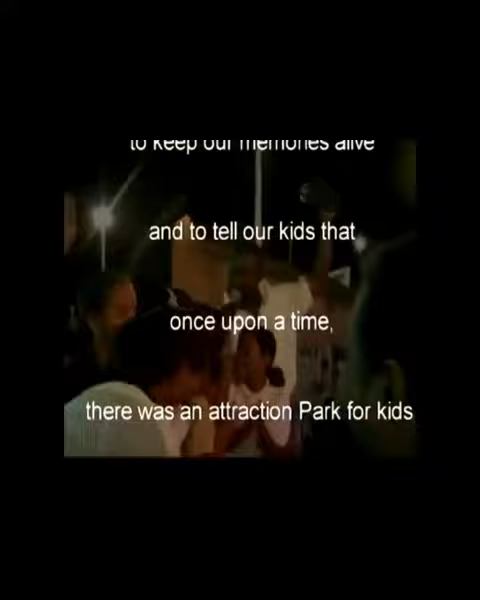 to keep our memories alive
and to tell our kids that
once upon a time,
there was an attraction Park for kids